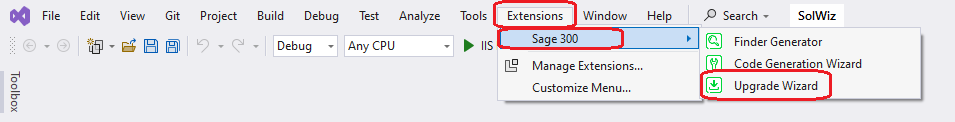 File Edit View Git Project Build Debug Test Analyze Tools Extensions Window Help Search SolWiz
Debug Any CPU IIS
Sage 300
Manage Extensions...
Customize Menu...
Finder Generator
Code Generation Wizard
Upgrade Wizard
Toolbox